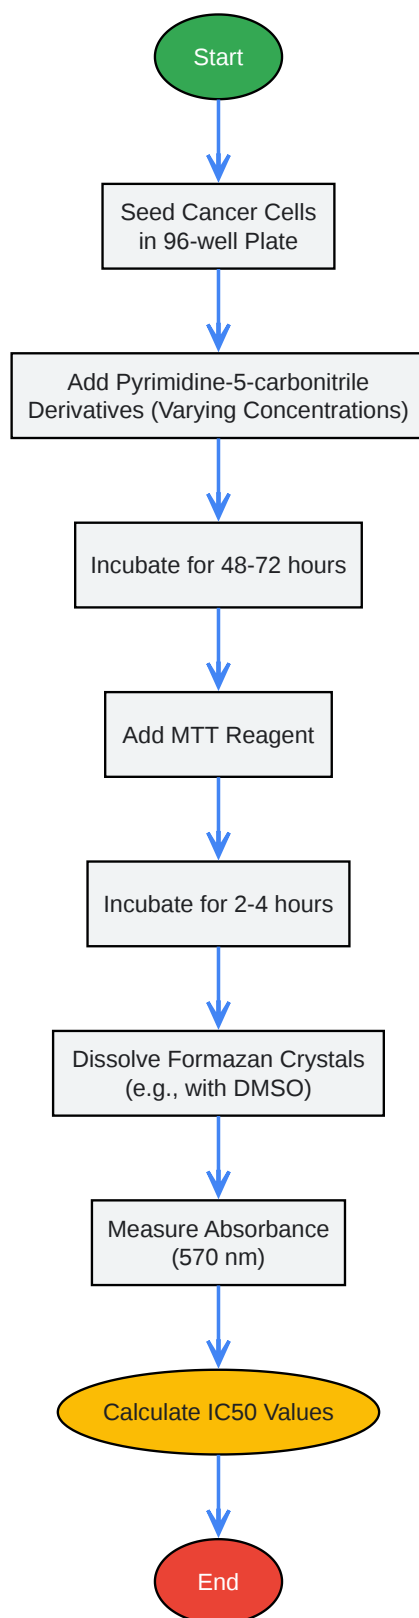 Start
Seed Cancer Cells
in 96-well Plate
Add Pyrimidine-5-carbonitrile
Derivatives (Varying Concentrations)
Incubate for 48-72 hours
Add MTT Reagent
Incubate for 2-4 hours
Dissolve Formazan Crystals
(e.g., with DMSO)
Measure Absorbance
(570 nm)
Calculate IC50 Values
End